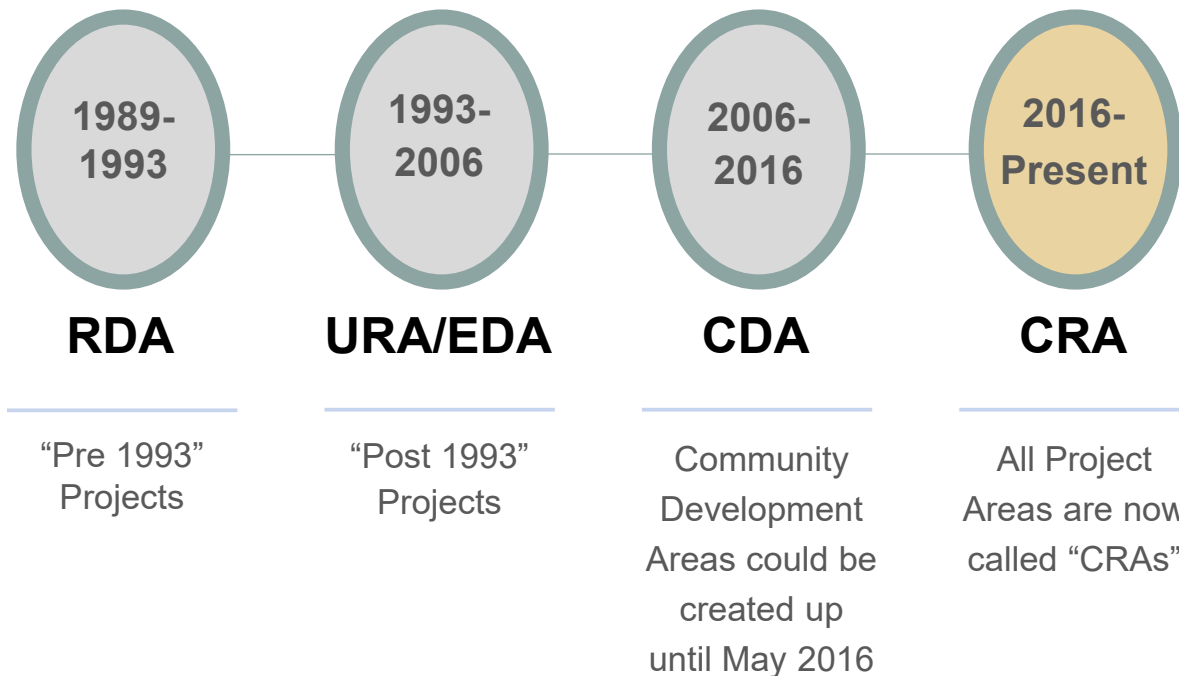 1989-
1993
1993-
2006
2006-
2016
2016-
Present
RDA
URA/EDA
CDA
CRA
“Pre 1993”
Projects
“Post 1993”
Projects
Community
Development
Areas could be
created up
until May 2016
All Project
Areas are now
called “CRAs”